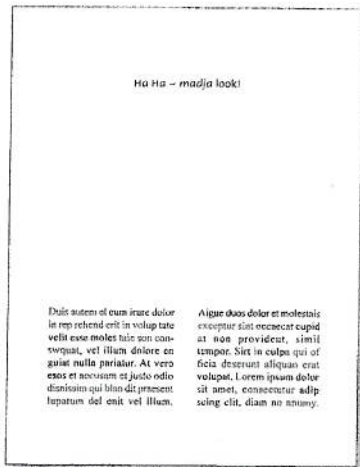 Ha Ha – madja look!
Duis autem el eum irure dolor
in rep rehend erit in volup tate
velit esse moles taie son con-
swquat, vel illum dolore eu
guiat nulla pariatur. At vero
esos et accusam et justo odio
dissnisim qui blan dit praesent
lupatum del enit vel illum.
Aigue duos dolor et molestais
exceptur sint occaecat cupid
at non provident, simil
tempor. Sirt in culpa qui of
ficia deserunt aliquan erat
volupat. Lorem ipsum dolor
sit amet, consectetur adip
scing elit, diam no nnumy.